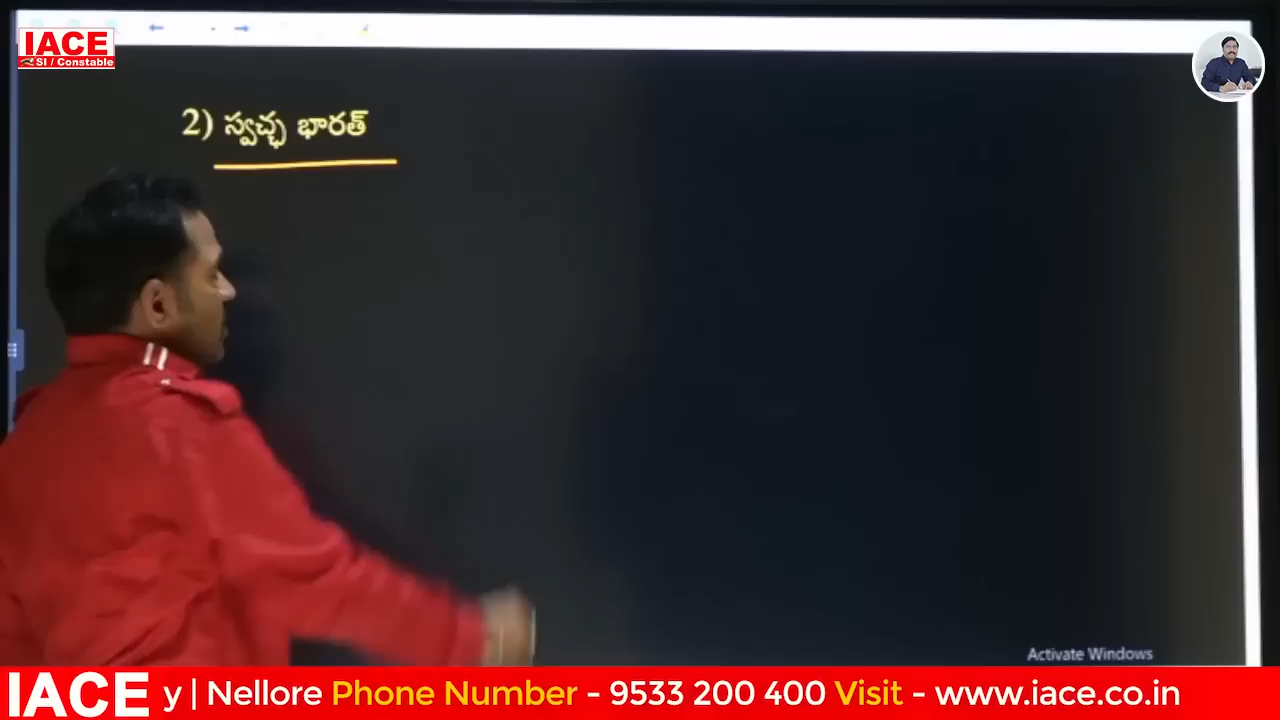 IACE
SI / Constable
2) స్వచ్ఛ భారత్
Activate Windows
IACE y | Nellore Phone Number - 9533 200 400 Visit - www.iace.co.in